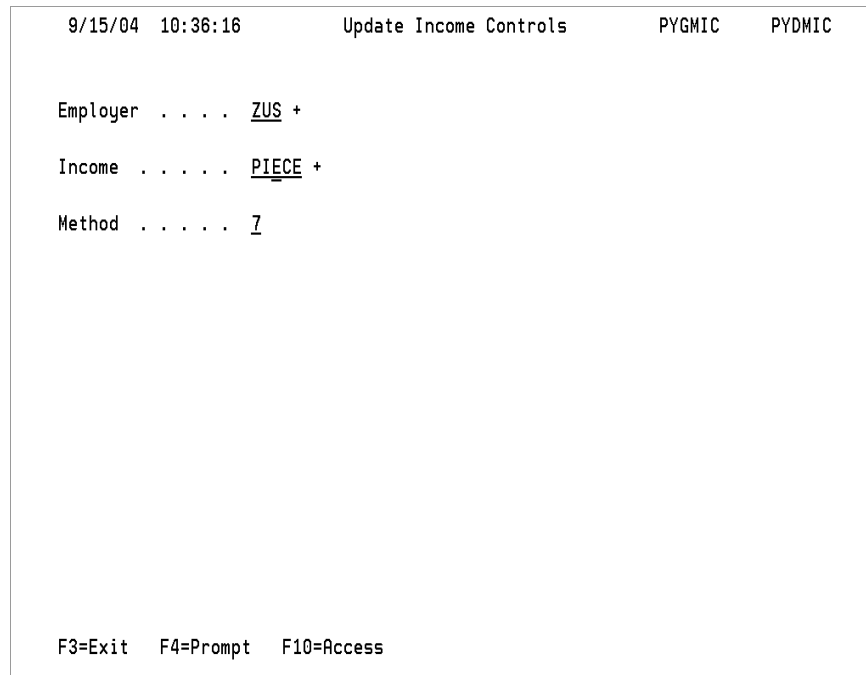 9/15/04 10:36:16 Update Income Controls PYGMIC PYDMIC
Employer . . . . ZUS +
Income . . . . . PIECE +
Method . . . . . 7
F3=Exit F4=Prompt F10=Access